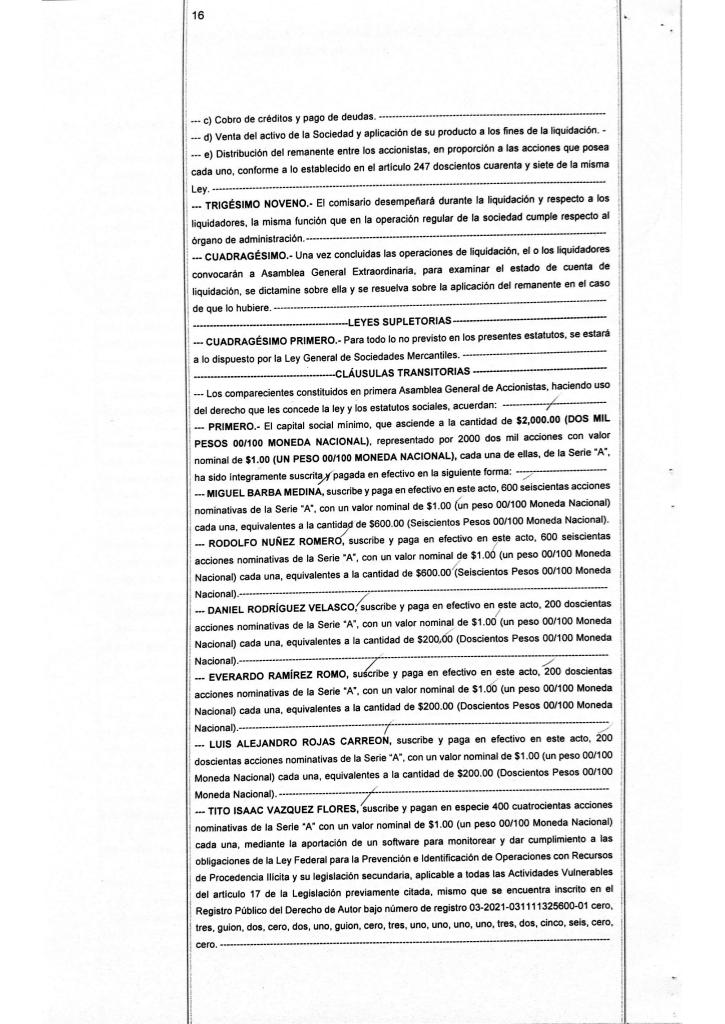 16
--- c) Cobro de créditos y pago de deudas. ---
--- d) Venta del activo de la Sociedad y aplicación de su producto a los fines de la liquidación. -
--- e) Distribución del remanente entre los accionistas, en proporción a las acciones que posea
cada uno, conforme a lo establecido en el artículo 247 doscientos cuarenta y siete de la misma
Ley. ---
--- TRIGÉSIMO NOVENO.- El comisario desempeñará durante la liquidación y respecto a los
liquidadores, la misma función que en la operación regular de la sociedad cumple respecto al
órgano de administración.---
--- CUADRAGÉSIMO.- Una vez concluidas las operaciones de liquidación, el o los liquidadores
convocarán a Asamblea General Extraordinaria, para examinar el estado de cuenta de
liquidación, se dictamine sobre ella y se resuelva sobre la aplicación del remanente en el caso
de que lo hubiere. ---
---LEYES SUPLETORIAS---
--- CUADRAGÉSIMO PRIMERO.- Para todo lo no previsto en los presentes estatutos, se estará
a lo dispuesto por la Ley General de Sociedades Mercantiles. ---
---CLÁUSULAS TRANSITORIAS ---
--- Los comparecientes constituidos en primera Asamblea General de Accionistas, haciendo uso
del derecho que les concede la ley y los estatutos sociales, acuerdan: ---
--- PRIMERO.- El capital social mínimo, que asciende a la cantidad de $2,000.00 (DOS MIL
PESOS 00/100 MONEDA NACIONAL), representado por 2000 dos mil acciones con valor
nominal de $1.00 (UN PESO 00/100 MONEDA NACIONAL), cada una de ellas, de la Serie "A",
ha sido íntegramente suscrita y pagada en efectivo en la siguiente forma: ---
--- MIGUEL BARBA MEDINA, suscribe y paga en efectivo en este acto, 600 seiscientas acciones
nominativas de la Serie "A", con un valor nominal de $1.00 (un peso 00/100 Moneda Nacional)
cada una, equivalentes a la cantidad de $600.00 (Seiscientos Pesos 00/100 Moneda Nacional).
--- RODOLFO NUÑEZ ROMERO, suscribe y paga en efectivo en este acto, 600 seiscientas
acciones nominativas de la Serie "A", con un valor nominal de $1.00 (un peso 00/100 Moneda
Nacional) cada una, equivalentes a la cantidad de $600.00 (Seiscientos Pesos 00/100 Moneda
Nacional).---
--- DANIEL RODRÍGUEZ VELASCO, suscribe y paga en efectivo en este acto, 200 doscientas
acciones nominativas de la Serie "A", con un valor nominal de $1.00 (un peso 00/100 Moneda
Nacional) cada una, equivalentes a la cantidad de $200,00 (Doscientos Pesos 00/100 Moneda
Nacional).---
--- EVERARDO RAMÍREZ ROMO, suscribe y paga en efectivo en este acto, 200 doscientas
acciones nominativas de la Serie "A", con un valor nominal de $1.00 (un peso 00/100 Moneda
Nacional) cada una, equivalentes a la cantidad de $200.00 (Doscientos Pesos 00/100 Moneda
Nacional).---
--- LUIS ALEJANDRO ROJAS CARREON, suscribe y paga en efectivo en este acto, 200
doscientas acciones nominativas de la Serie "A", con un valor nominal de $1.00 (un peso 00/100
Moneda Nacional) cada una, equivalentes a la cantidad de $200.00 (Doscientos Pesos 00/100
Moneda Nacional). ---
--- TITO ISAAC VAZQUEZ FLORES, suscribe y pagan en especie 400 cuatrocientas acciones
nominativas de la Serie "A" con un valor nominal de $1.00 (un peso 00/100 Moneda Nacional)
cada una, mediante la aportación de un software para monitorear y dar cumplimiento a las
obligaciones de la Ley Federal para la Prevención e Identificación de Operaciones con Recursos
de Procedencia Ilícita y su legislación secundaria, aplicable a todas las Actividades Vulnerables
del artículo 17 de la Legislación previamente citada, mismo que se encuentra inscrito en el
Registro Público del Derecho de Autor bajo número de registro 03-2021-031111325600-01 cero,
tres, guion, dos, cero, dos, uno, guion, cero, tres, uno, uno, uno, uno, tres, dos, cinco, seis, cero,
cero. ---